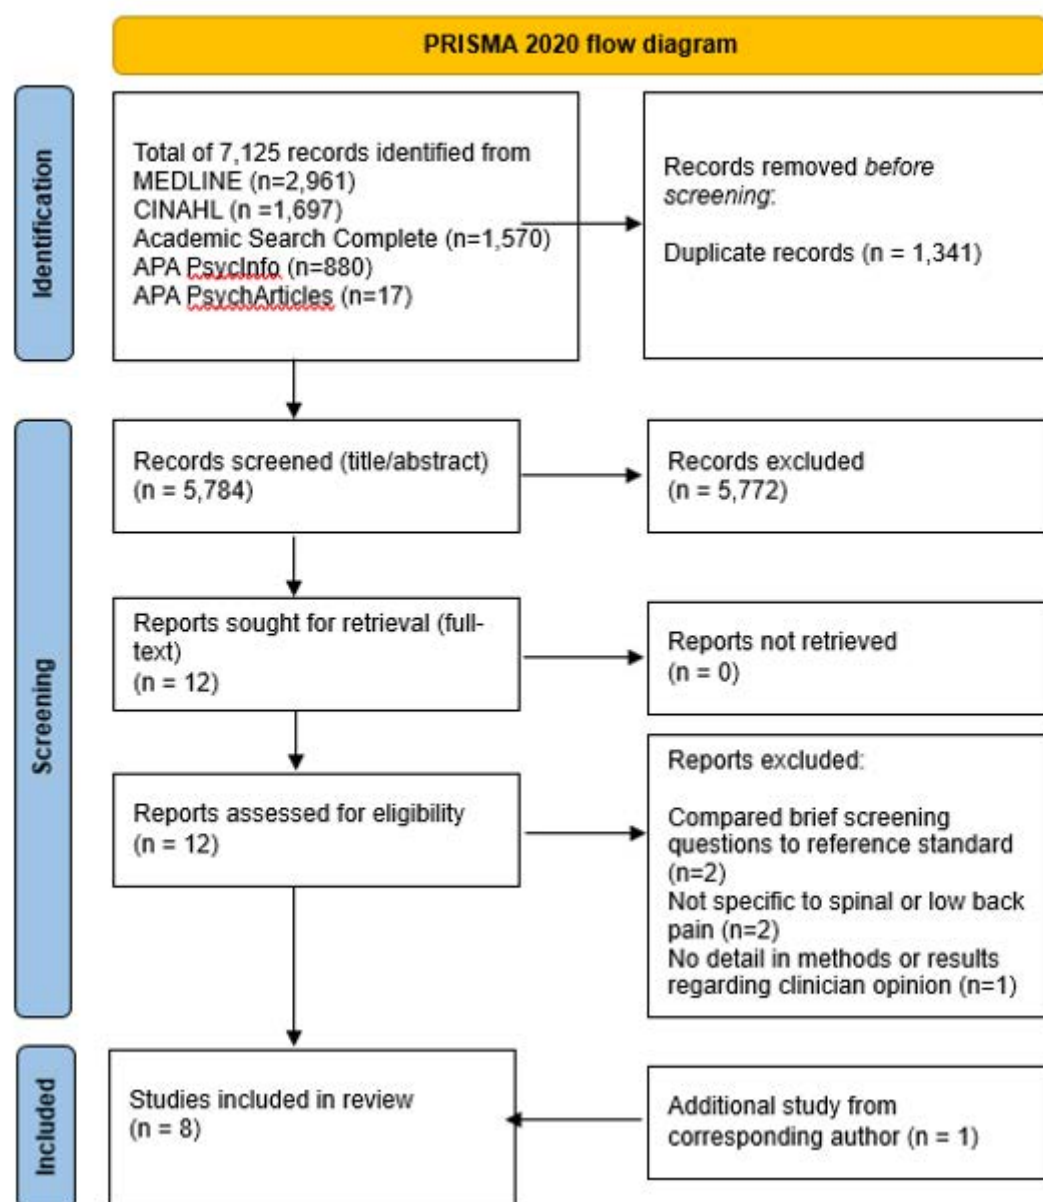 PRISMA 2020 flow diagram
Identification
Total of 7,125 records identified from
MEDLINE (n=2,961)
CINAHL (n =1,697)
Academic Search Complete (n=1,570)
APA PsycInfo (n=880)
APA PsychArticles (n=17)
Records removed before
screening:
Duplicate records (n = 1,341)
Screening
Records screened (title/abstract)
(n = 5,784)
Records excluded
(n = 5,772)
Reports sought for retrieval (full-
text)
(n = 12)
Reports not retrieved
(n = 0)
Reports assessed for eligibility
(n = 12)
Reports excluded:
Compared brief screening
questions to reference standard
(n=2)
Not specific to spinal or low back
pain (n=2)
No detail in methods or results
regarding clinician opinion (n=1)
Included
Studies included in review
(n = 8)
Additional study from
corresponding author (n = 1)